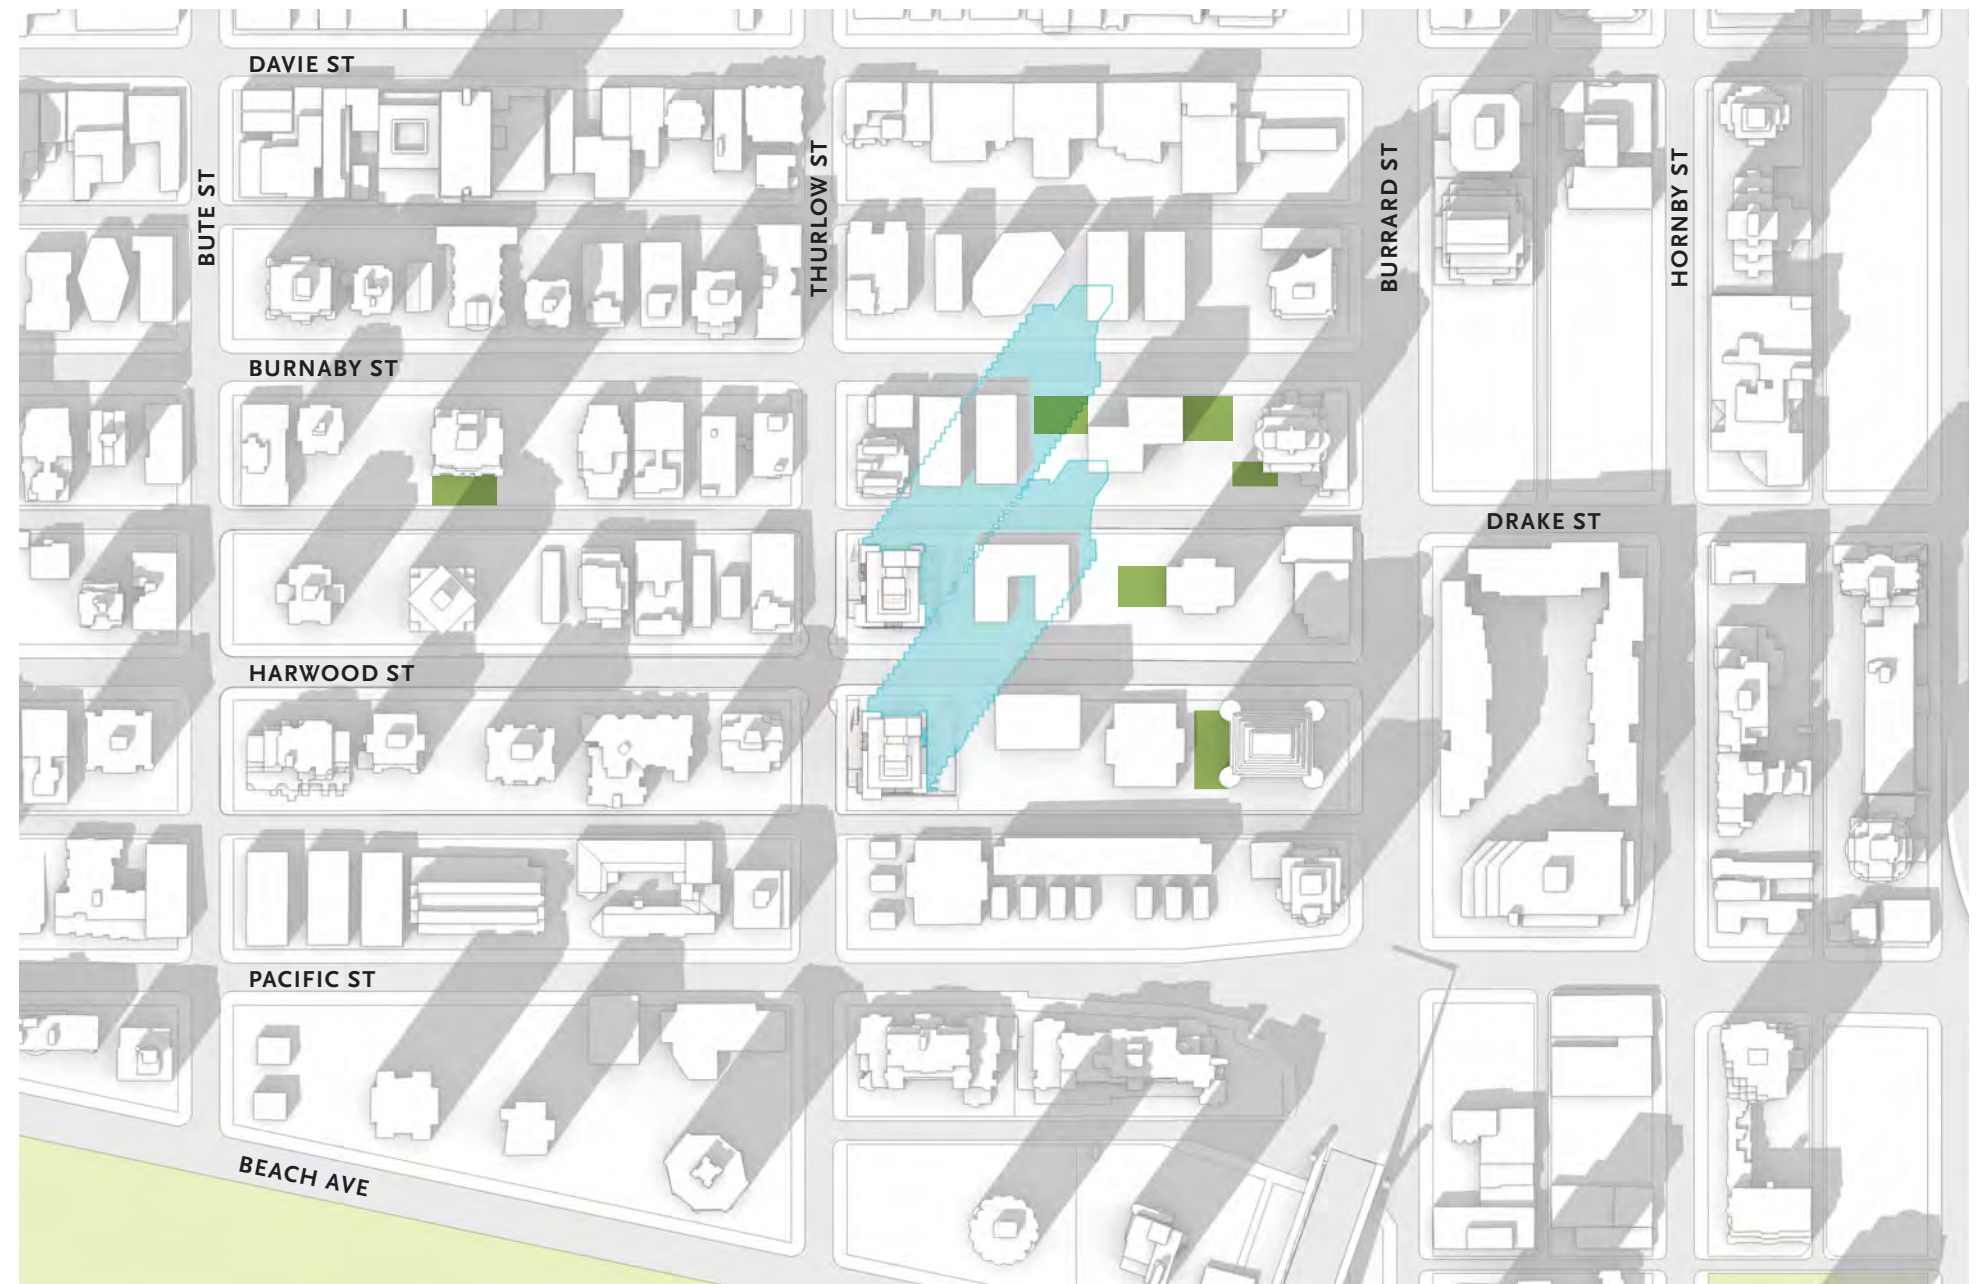 DAVIE ST
BUTE ST
THURLOW ST
BURRARD ST
HORNBY ST
BURNABY ST
DRAKE ST
HARWOOD ST
PACIFIC ST
BEACH AVE